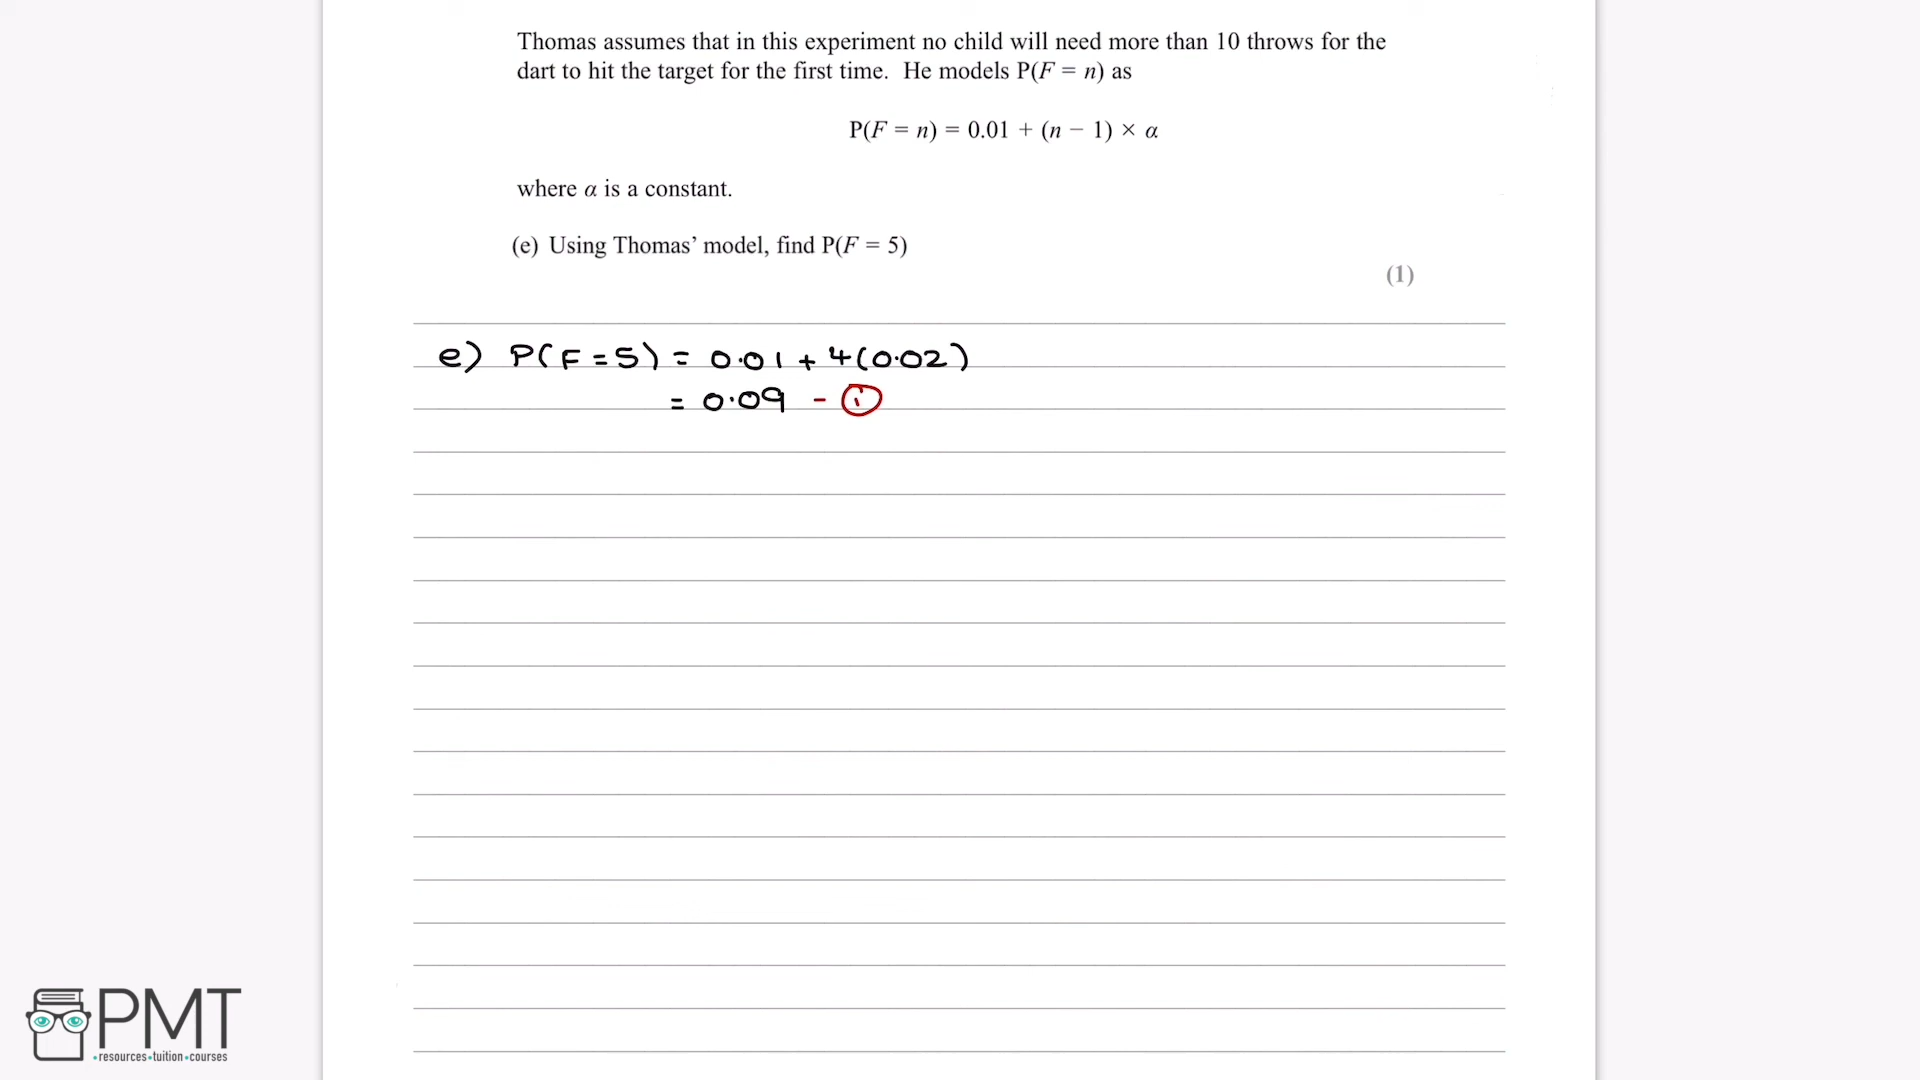 Thomas assumes that in this experiment no child will need more than 10 throws for the
dart to hit the target for the first time. He models P(F = n) as
P(F = n) = 0.01 + (n − 1) × α
where α is a constant.
(e) Using Thomas’ model, find P(F = 5)
(1)
e) P(F = 5) = 0.01 + 4(0.02)
= 0.09 - ①
PMT
•resources•tuition•courses